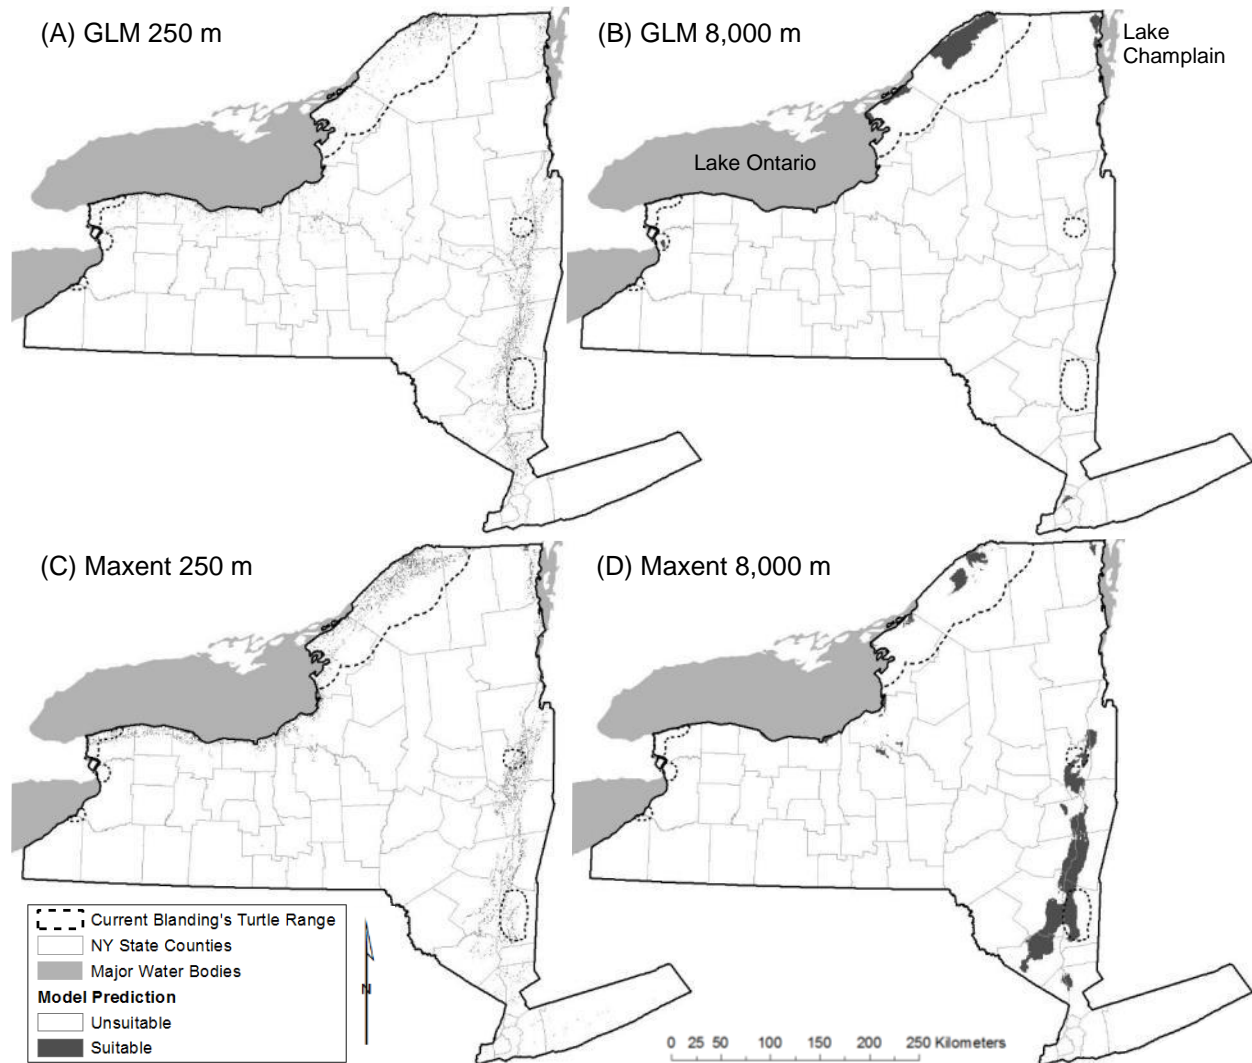 (A) GLM 250 m
(B) GLM 8,000 m
Lake
Champlain
Lake Ontario
(C) Maxent 250 m
(D) Maxent 8,000 m
Current Blanding's Turtle Range
NY State Counties
Major Water Bodies
Model Prediction
Unsuitable
Suitable
N
0 25 50 100 150 200 250 Kilometers